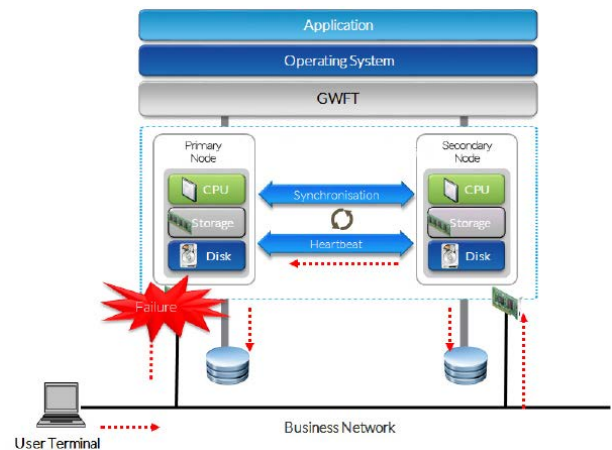 Application
Operating System
GWFT
Primary
Node
Secondary
Node
CPU
Synchronisation
CPU
Storage
Storage
Disk
Heartbeat
Disk
Failure
Business Network
User Terminal